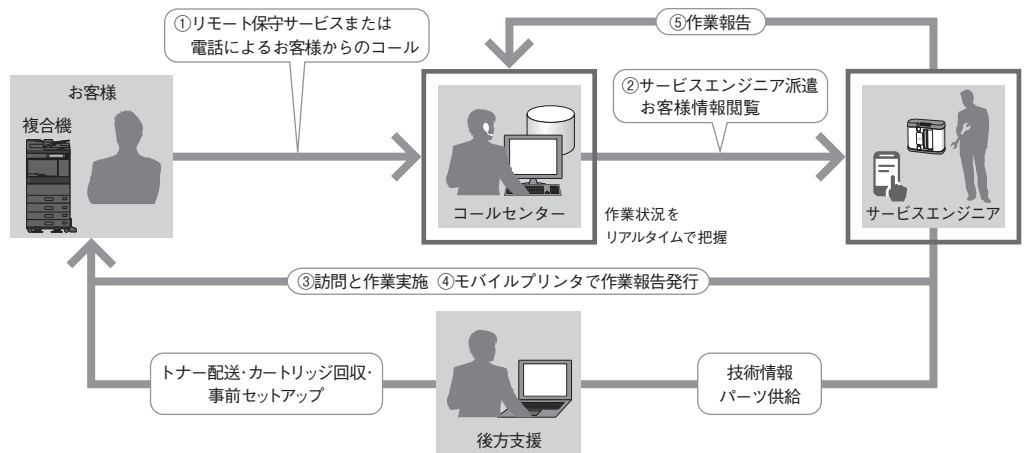 ①リモート保守サービスまたは
電話によるお客様からのコール
⑤作業報告
お客様
複合機
②サービスエンジニア派遣
お客様情報閲覧
コールセンター
作業状況を
リアルタイムで把握
サービスエンジニア
③訪問と作業実施 ④モバイルプリンタで作業報告発行
トナー配送・カートリッジ回収・
事前セットアップ
技術情報
パーツ供給
後方支援